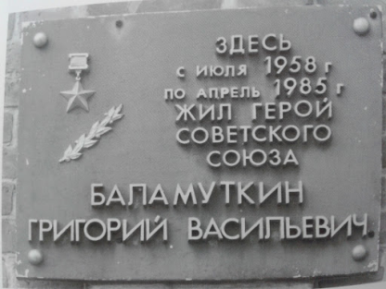 ЗДЕСЬ
С ИЮЛЯ 1958 г
ПО АПРЕЛЬ 1985 г
ЖИЛ ГЕРОЙ
СОВЕТСКОГО
СОЮЗА
БАЛАМУТКИН
ГРИГОРИЙ ВАСИЛЬЕВИЧ